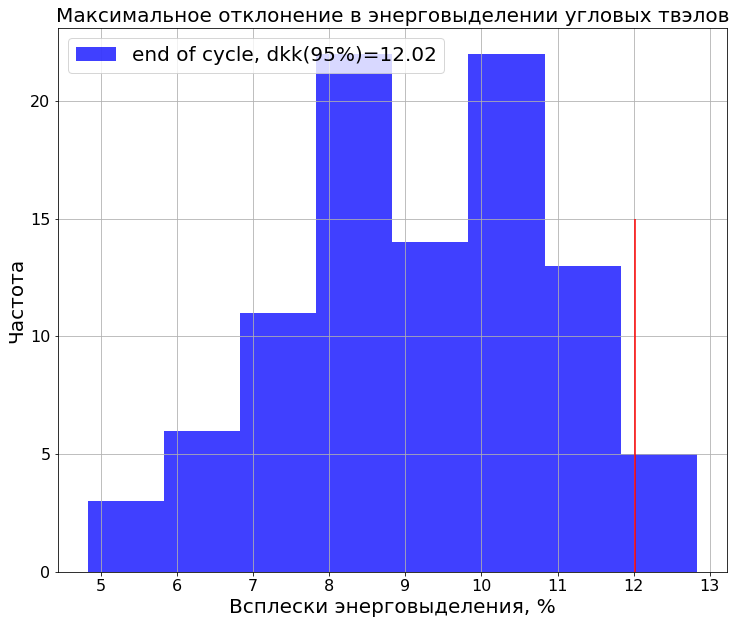 Максимальное отклонение в энерговыделении угловых твэлов
end of cycle, dkk(95%)=12.02
Частота
20
15
10
5
0
5 6 7 8 9 10 11 12 13
Всплески энерговыделения, %